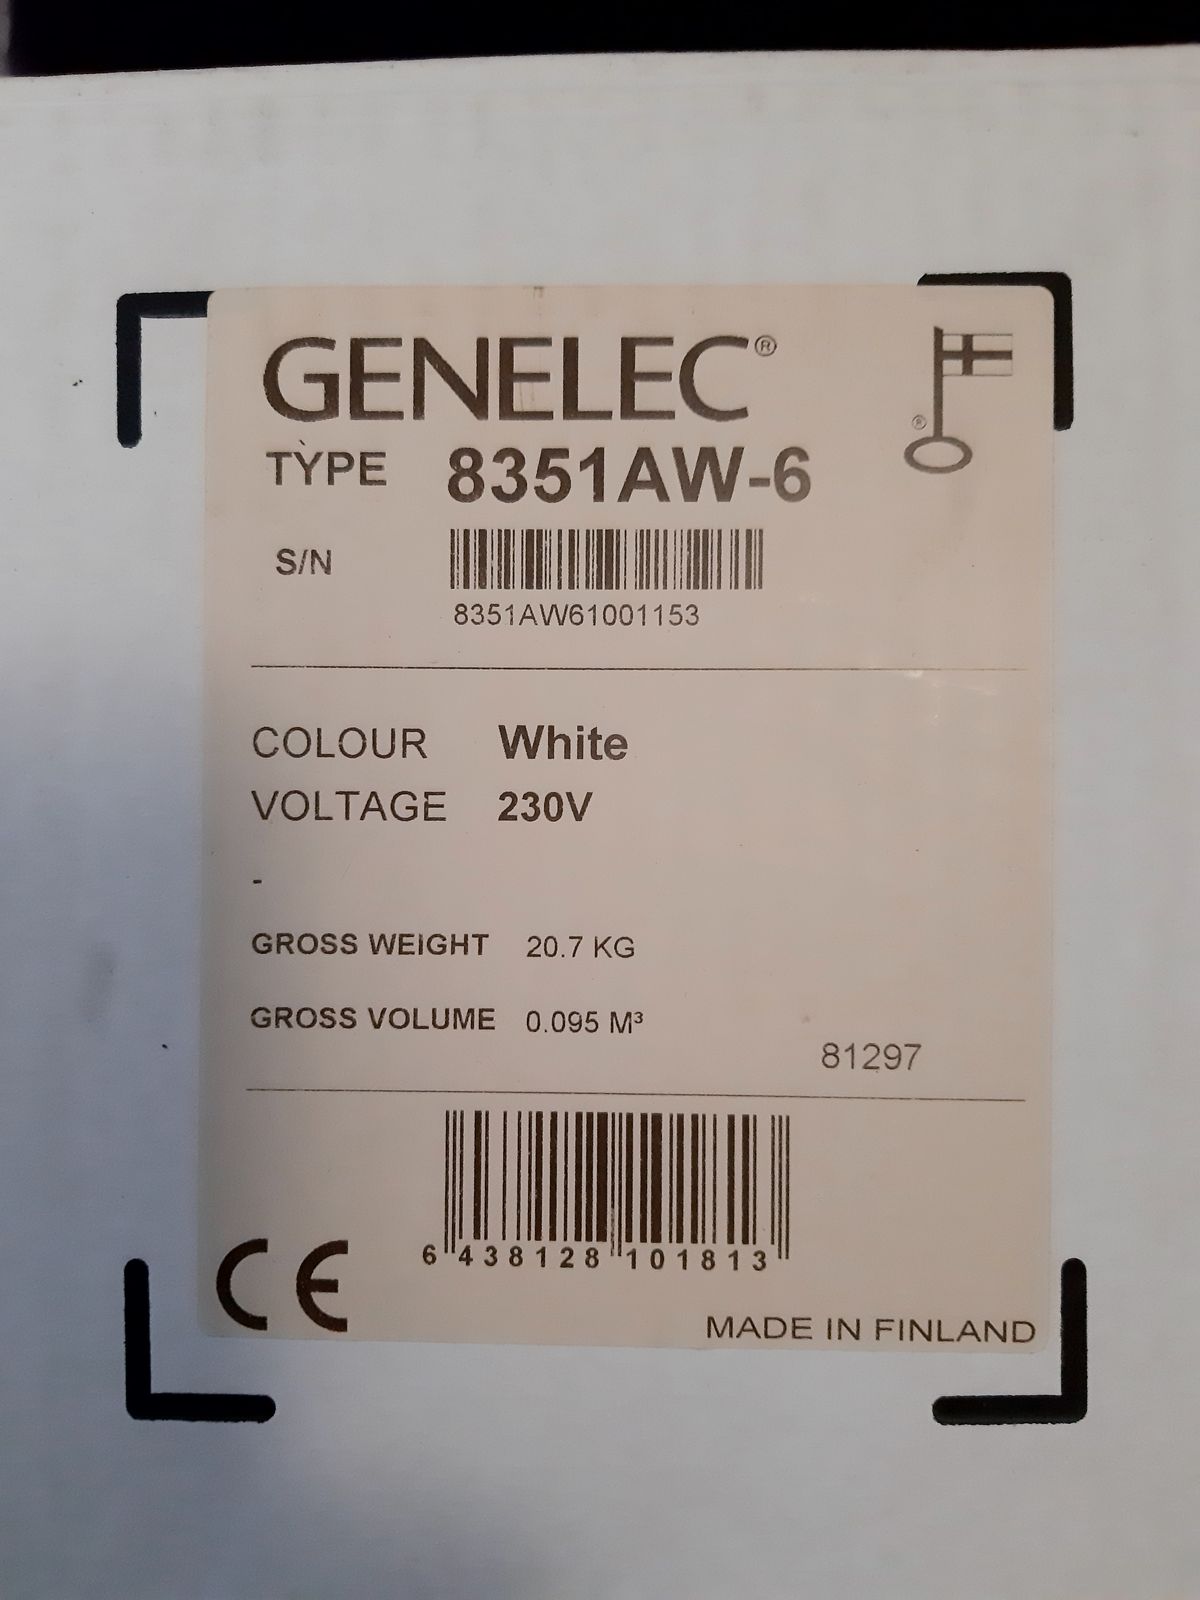 GENELEC®
®
TYPE 8351AW-6
S/N
8351AW61001153
COLOUR White
VOLTAGE 230V
-
GROSS WEIGHT 20.7 KG
GROSS VOLUME 0.095 M³
81297
6 438128 101813
CE
MADE IN FINLAND